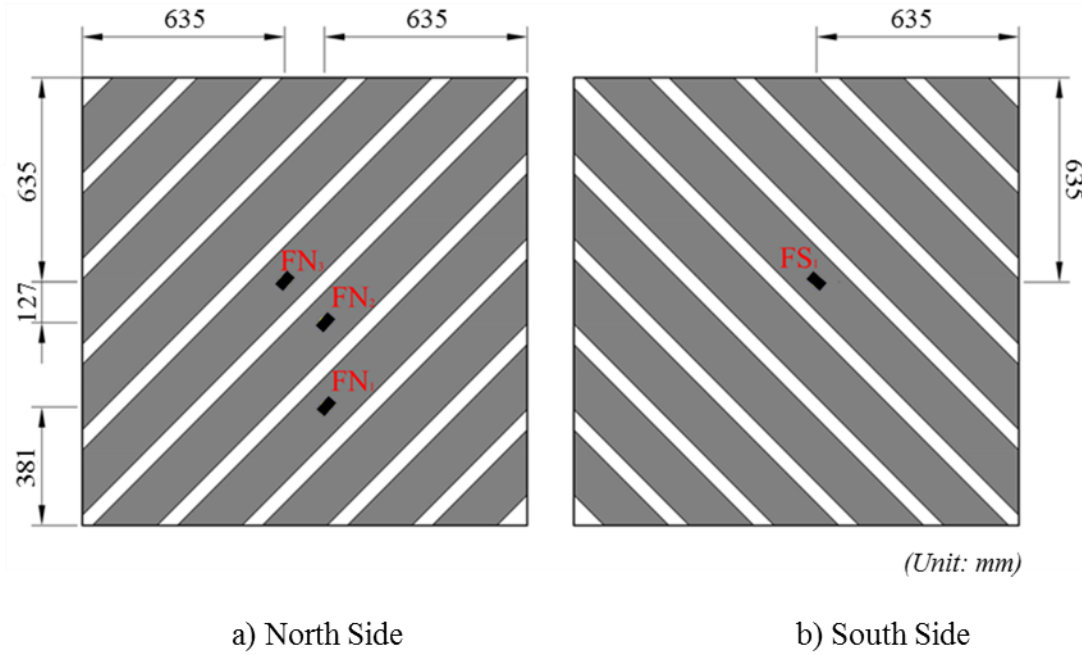 635
635
635
635
127
381
635
FN₃
FN₂
FN₁
FS₁
(Unit: mm)
a) North Side
b) South Side